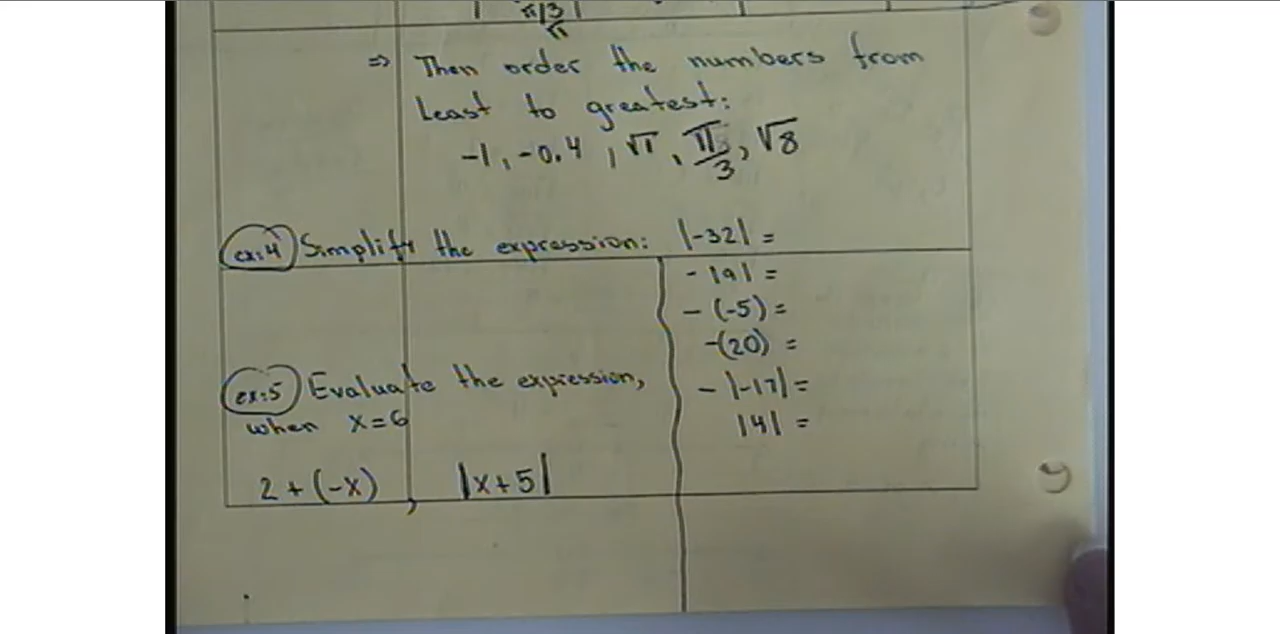 π/3
π
=> Then order the numbers from
Least to greatest:
-1, -0.4, √1, π/3, √8
ex:4 Simplify the expression: |-32| =
-|9| =
-(-5) =
-(20) =
-|-17| =
|4| =
ex:5 Evaluate the expression,
when x=6
2+(-x) , |x+5|